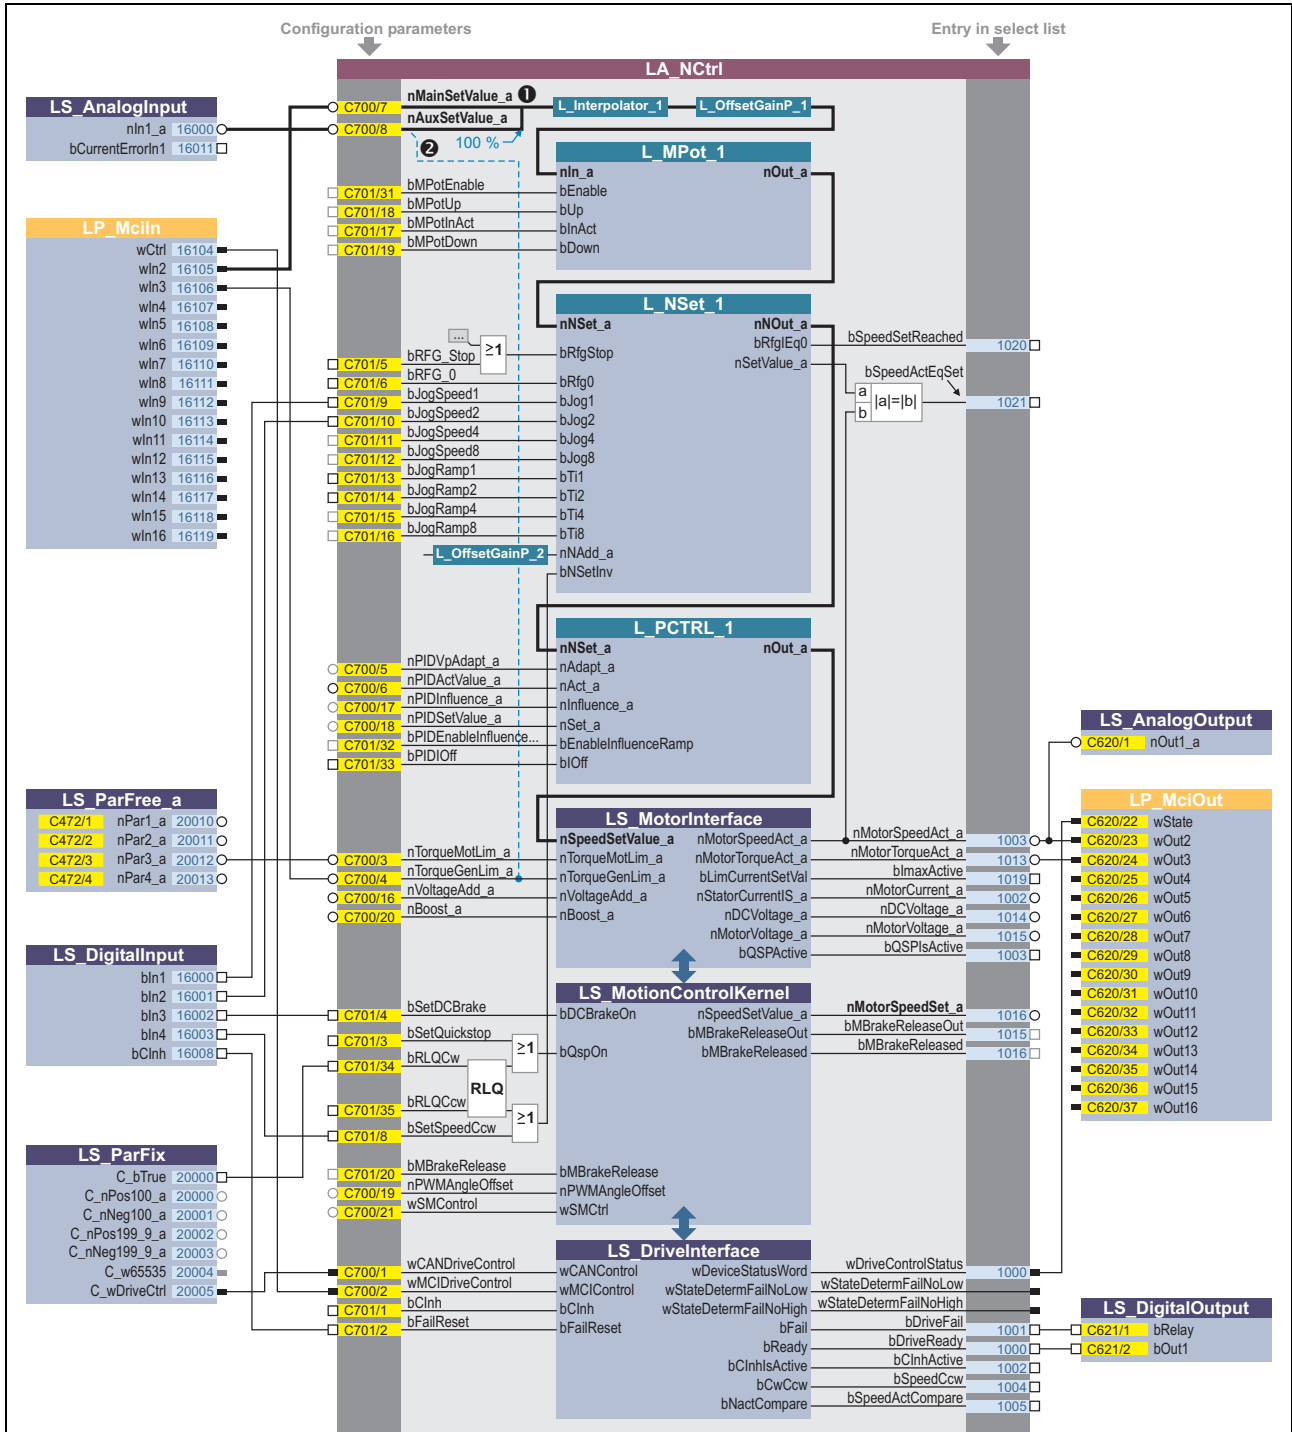 Configuration parameters
Entry in select list
LA_NCtrl
LS_AnalogInput
nIn1_a 16000
bCurrentErrorIn1 16011
C700/7 nMainSetValue_a ❶
C700/8 nAuxSetValue_a
❷ 100 %
L_Interpolator_1
L_OffsetGainP_1
L_MPot_1
nIn_a nOut_a
C701/31 bMPotEnable bEnable
C701/18 bMPotUp bUp
C701/17 bMPotInAct bInAct
C701/19 bMPotDown bDown
LP_MciIn
wCtrl 16104
wIn2 16105
wIn3 16106
wIn4 16107
wIn5 16108
wIn6 16109
wIn7 16110
wIn8 16111
wIn9 16112
wIn10 16113
wIn11 16114
wIn12 16115
wIn13 16116
wIn14 16117
wIn15 16118
wIn16 16119
L_NSet_1
nNSet_a nNOut_a
bRfgIEq0 bSpeedSetReached 1020
nSetValue_a
bSpeedActEqSet
a
b
|a|=|b|
1021
...
≥1
C701/5 bRFG_Stop bRfgStop
C701/6 bRFG_0 bRfg0
C701/9 bJogSpeed1 bJog1
C701/10 bJogSpeed2 bJog2
C701/11 bJogSpeed4 bJog4
C701/12 bJogSpeed8 bJog8
C701/13 bJogRamp1 bTi1
C701/14 bJogRamp2 bTi2
C701/15 bJogRamp4 bTi4
C701/16 bJogRamp8 bTi8
L_OffsetGainP_2 nNAdd_a
bNSetInv
L_PCTRL_1
nNSet_a nOut_a
C700/5 nPIDVpAdapt_a nAdapt_a
C700/6 nPIDActValue_a nAct_a
C700/17 nPIDInfluence_a nInfluence_a
C700/18 nPIDSetValue_a nSet_a
C701/32 bPIDEnableInfluence... bEnableInfluenceRamp
C701/33 bPIDIOff bIOff
LS_AnalogOutput
C620/1 nOut1_a
LS_ParFree_a
C472/1 nPar1_a 20010
C472/2 nPar2_a 20011
C472/3 nPar3_a 20012
C472/4 nPar4_a 20013
LS_MotorInterface
nSpeedSetValue_a nMotorSpeedAct_a nMotorSpeedAct_a 1003
C700/3 nTorqueMotLim_a nTorqueMotLim_a nMotorTorqueAct_a nMotorTorqueAct_a 1013
C700/4 nTorqueGenLim_a nTorqueGenLim_a bLimCurrentSetVal bImaxActive 1019
C700/16 nVoltageAdd_a nVoltageAdd_a nStatorCurrentIS_a nMotorCurrent_a 1002
C700/20 nBoost_a nBoost_a nDCVoltage_a nDCVoltage_a 1014
nMotorVoltage_a nMotorVoltage_a 1015
bQSPActive bQSPIsActive 1003
LP_MciOut
C620/22 wState
C620/23 wOut2
C620/24 wOut3
C620/25 wOut4
C620/26 wOut5
C620/27 wOut6
C620/28 wOut7
C620/29 wOut8
C620/30 wOut9
C620/31 wOut10
C620/32 wOut11
C620/33 wOut12
C620/34 wOut13
C620/35 wOut14
C620/36 wOut15
C620/37 wOut16
LS_DigitalInput
bIn1 16000
bIn2 16001
bIn3 16002
bIn4 16003
bCInh 16008
LS_MotionControlKernel
C701/4 bSetDCBrake bDCBrakeOn nSpeedSetValue_a nMotorSpeedSet_a 1016
C701/3 bSetQuickstop bMBrakeReleaseOut bMBrakeReleaseOut 1015
≥1
bQspOn bMBrakeReleased bMBrakeReleased 1016
C701/34 bRLQCw
RLQ
C701/35 bRLQCcw
≥1
C701/8 bSetSpeedCcw
C701/20 bMBrakeRelease bMBrakeRelease
C700/19 nPWMAngleOffset nPWMAngleOffset
C700/21 wSMControl wSMCtrl
LS_ParFix
C_bTrue 20000
C_nPos100_a 20000
C_nNeg100_a 20001
C_nPos199_9_a 20002
C_nNeg199_9_a 20003
C_w65535 20004
C_wDriveCtrl 20005
LS_DriveInterface
C700/1 wCANDriveControl wCANControl wDeviceStatusWord wDriveControlStatus 1000
C700/2 wMCIDriveControl wMCIControl wStateDetermFailNoLow wStateDetermFailNoLow
C701/1 bCInh bCInh wStateDetermFailNoHigh wStateDetermFailNoHigh
C701/2 bFailReset bFailReset bFail bDriveFail 1001
bReady bDriveReady 1000
bCInhIsActive bCInhActive 1002
bCwCcw bSpeedCcw 1004
bNactCompare bSpeedActCompare 1005
LS_DigitalOutput
C621/1 bRelay
C621/2 bOut1